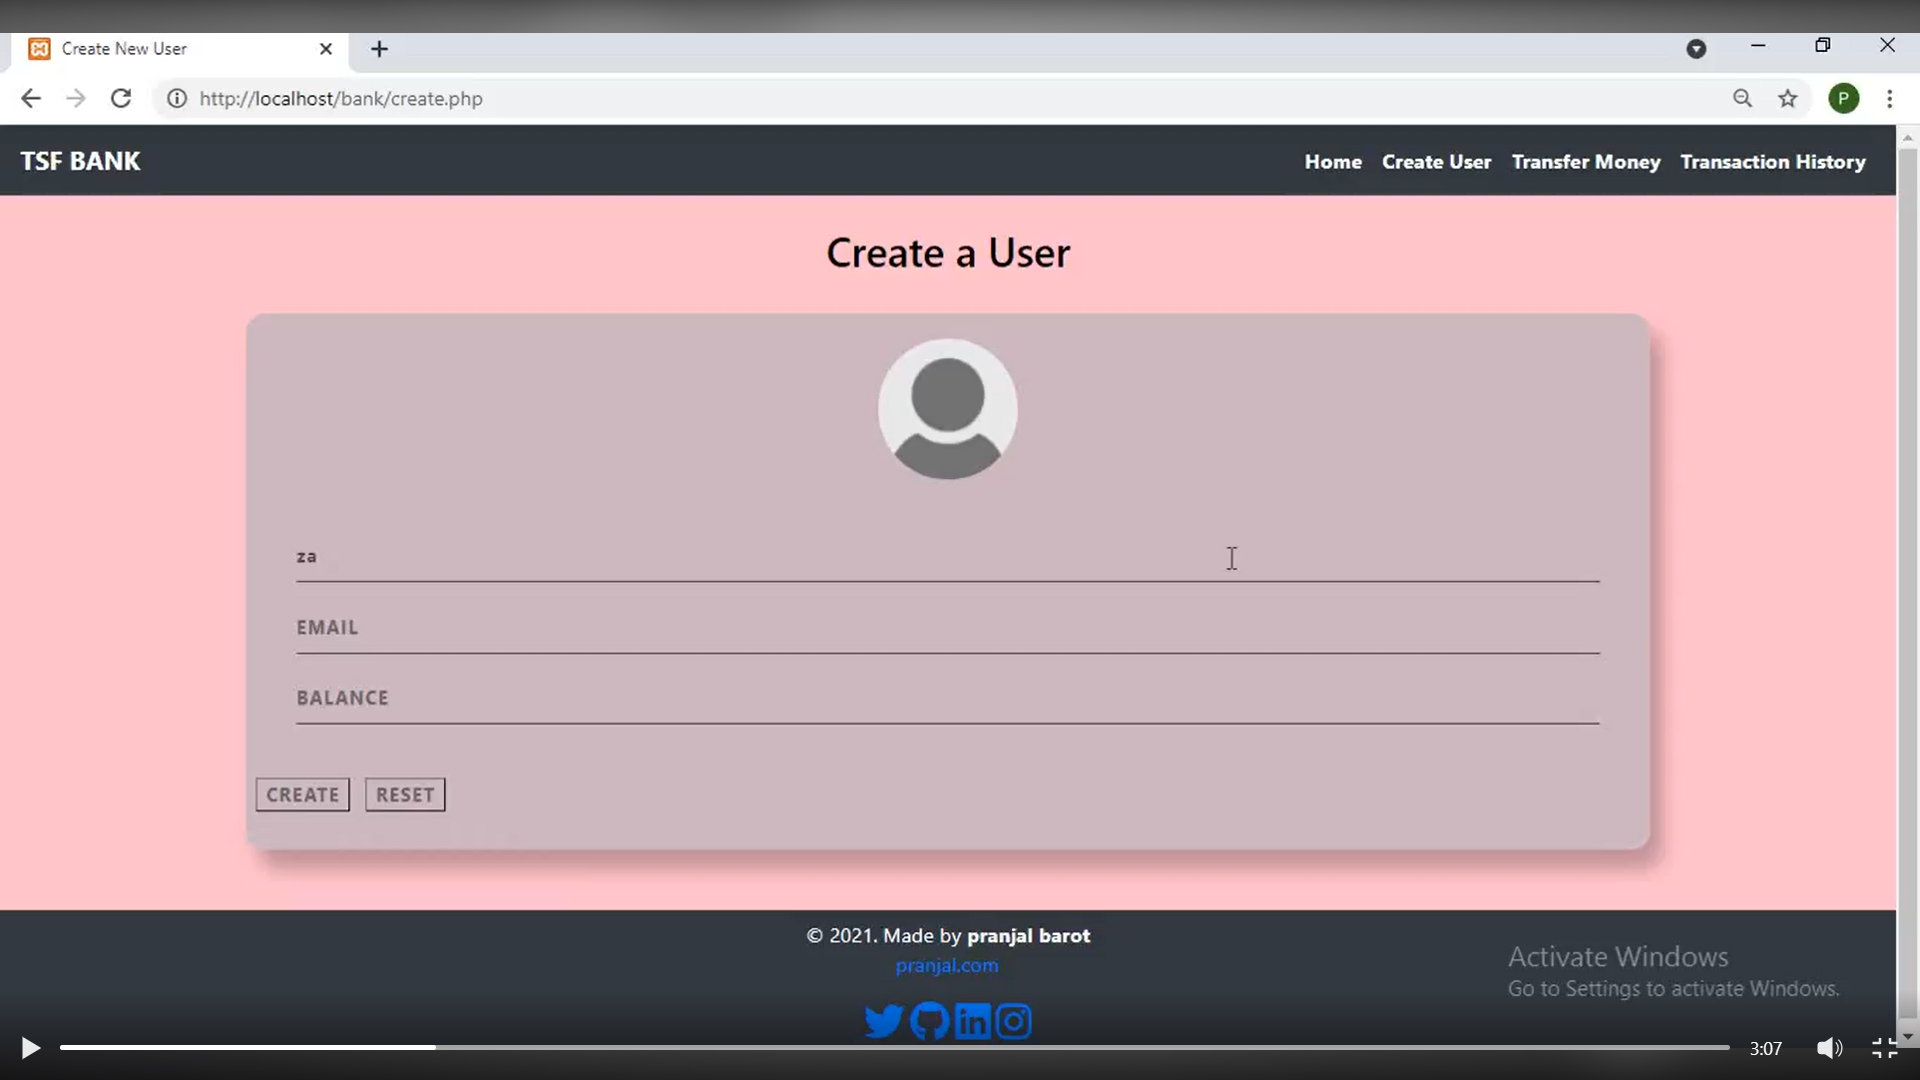 Create New User
http://localhost/bank/create.php
P
TSF BANK
Home Create User Transfer Money Transaction History
Create a User
za
EMAIL
BALANCE
CREATE RESET
© 2021. Made by pranjal barot
pranjal.com
Activate Windows
Go to Settings to activate Windows.
3:07